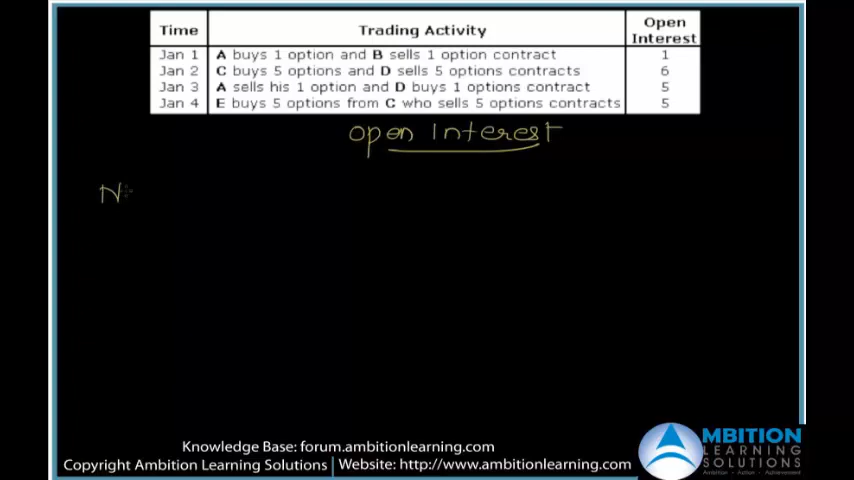 Time Trading Activity Open Interest
Jan 1 A buys 1 option and B sells 1 option contract 1
Jan 2 C buys 5 options and D sells 5 options contracts 6
Jan 3 A sells his 1 option and D buys 1 options contract 5
Jan 4 E buys 5 options from C who sells 5 options contracts 5
open Interest
N
Knowledge Base: forum.ambitionlearning.com
Copyright Ambition Learning Solutions | Website: http://www.ambitionlearning.com
AMBITION
LEARNING
SOLUTIONS
Ambition - Action - Achievement